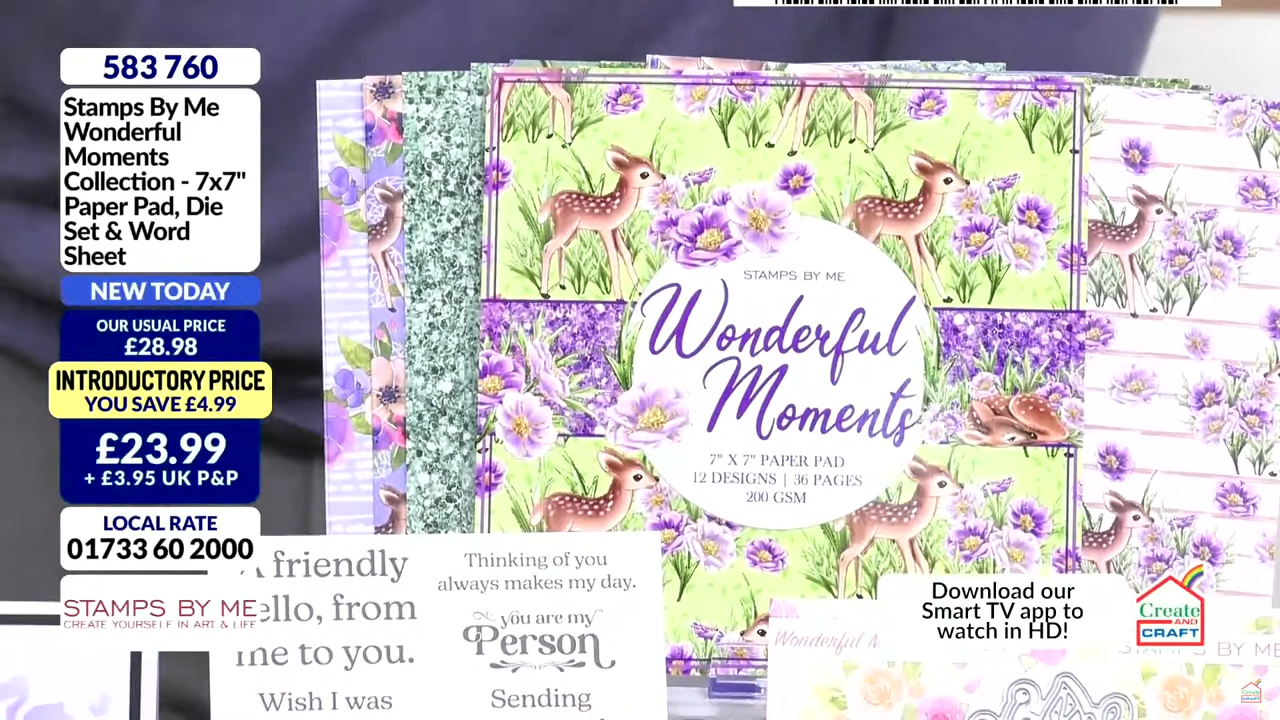 583 760
Stamps By Me
Wonderful
Moments
Collection - 7x7"
Paper Pad, Die
Set & Word
Sheet
NEW TODAY
OUR USUAL PRICE
£28.98
INTRODUCTORY PRICE
YOU SAVE £4.99
£23.99
+ £3.95 UK P&P
LOCAL RATE
01733 60 2000
STAMPS BY ME
CREATE YOURSELF IN ART & LIFE
STAMPS BY ME
Wonderful
Moments
7" X 7" PAPER PAD
12 DESIGNS | 36 PAGES
200 GSM
A friendly
ello, from
me to you.
Wish I was
Thinking of you
always makes my day.
you are my
Person
Sending
Wonderful M
STAMPS BY ME
Download our
Smart TV app to
watch in HD!
Create
AND
CRAFT
Create
CRAFT